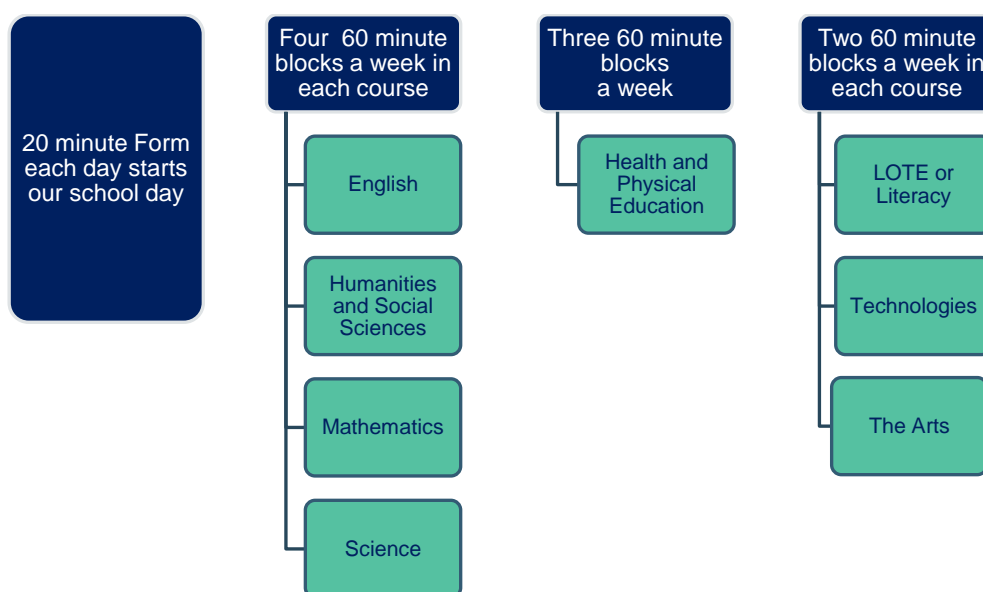 20 minute Form
each day starts
our school day
Four 60 minute
blocks a week in
each course
English
Humanities
and Social
Sciences
Mathematics
Science
Three 60 minute
blocks
a week
Health and
Physical
Education
Two 60 minute
blocks a week in
each course
LOTE or
Literacy
Technologies
The Arts